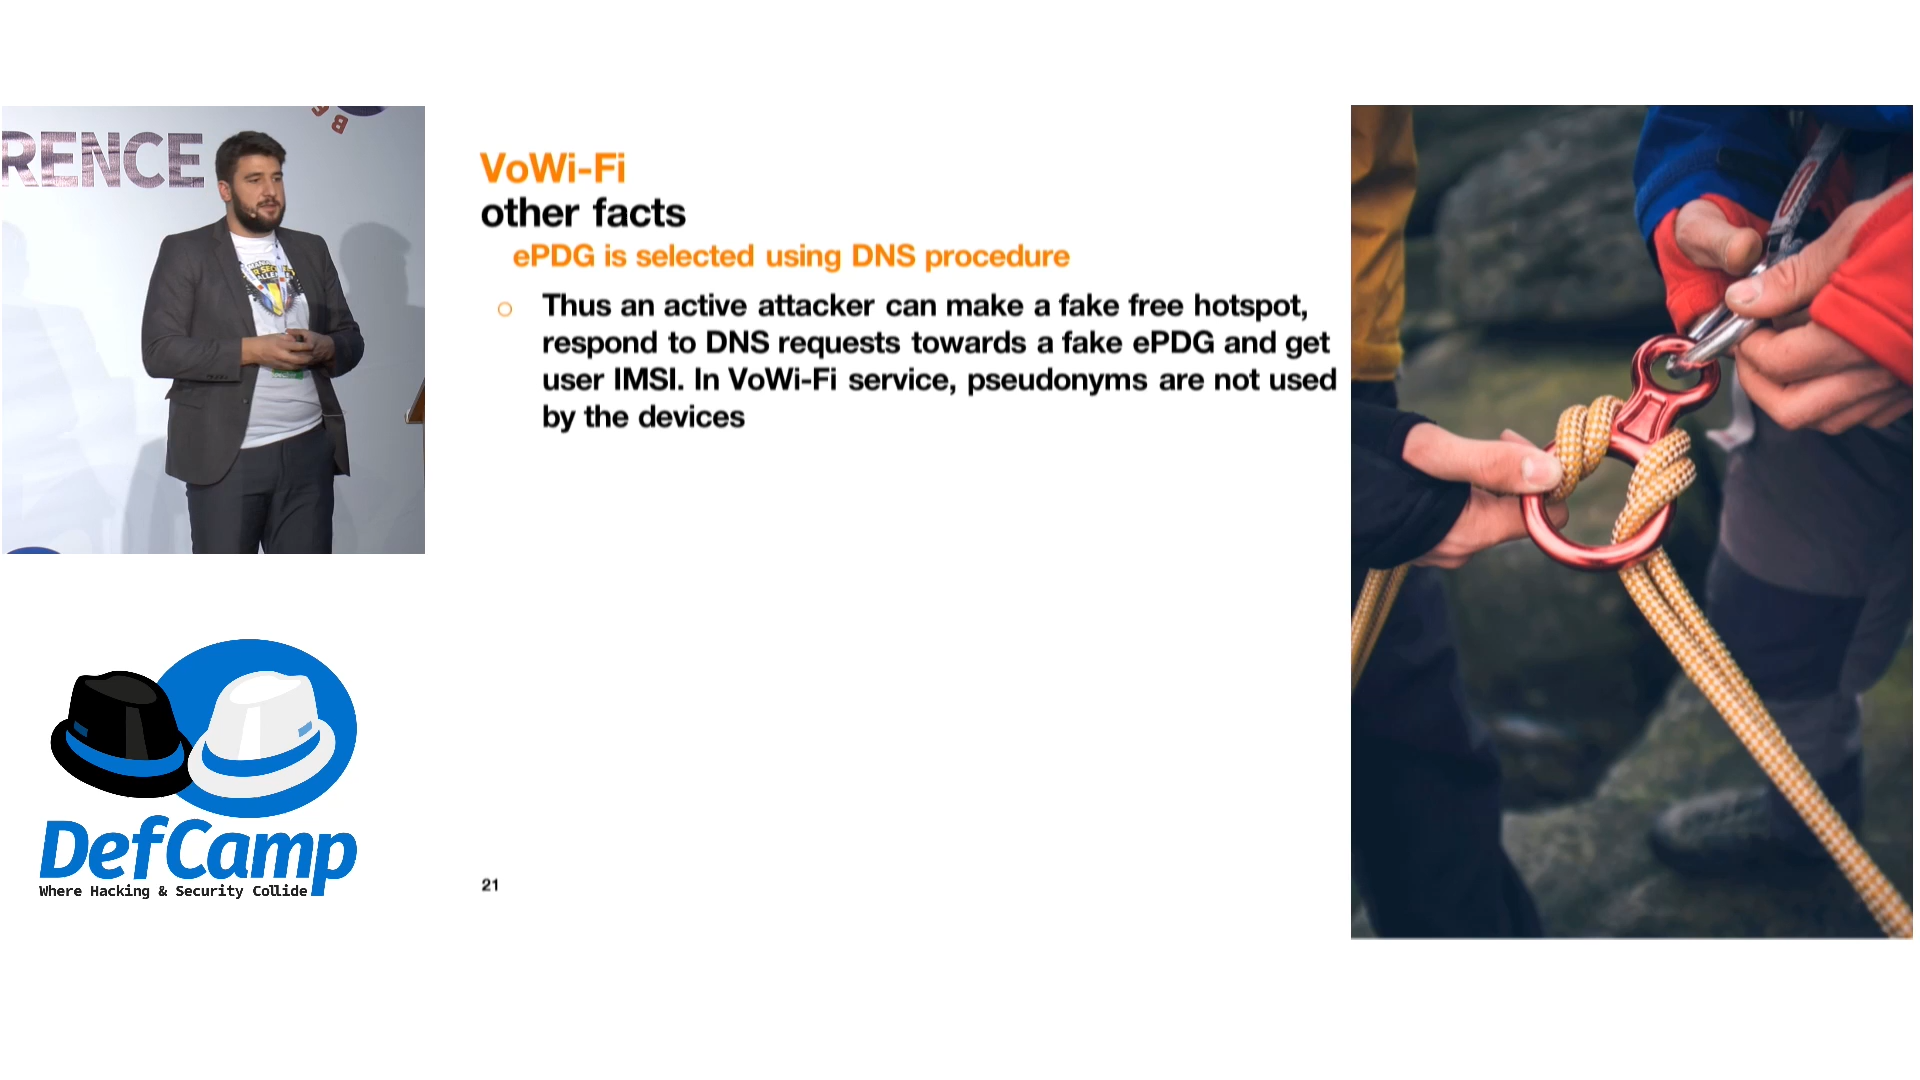 RENCE
VoWi-Fi
other facts
ePDG is selected using DNS procedure
Thus an active attacker can make a fake free hotspot,
respond to DNS requests towards a fake ePDG and get
user IMSI. In VoWi-Fi service, pseudonyms are not used
by the devices
DefCamp
Where Hacking & Security Collide
21